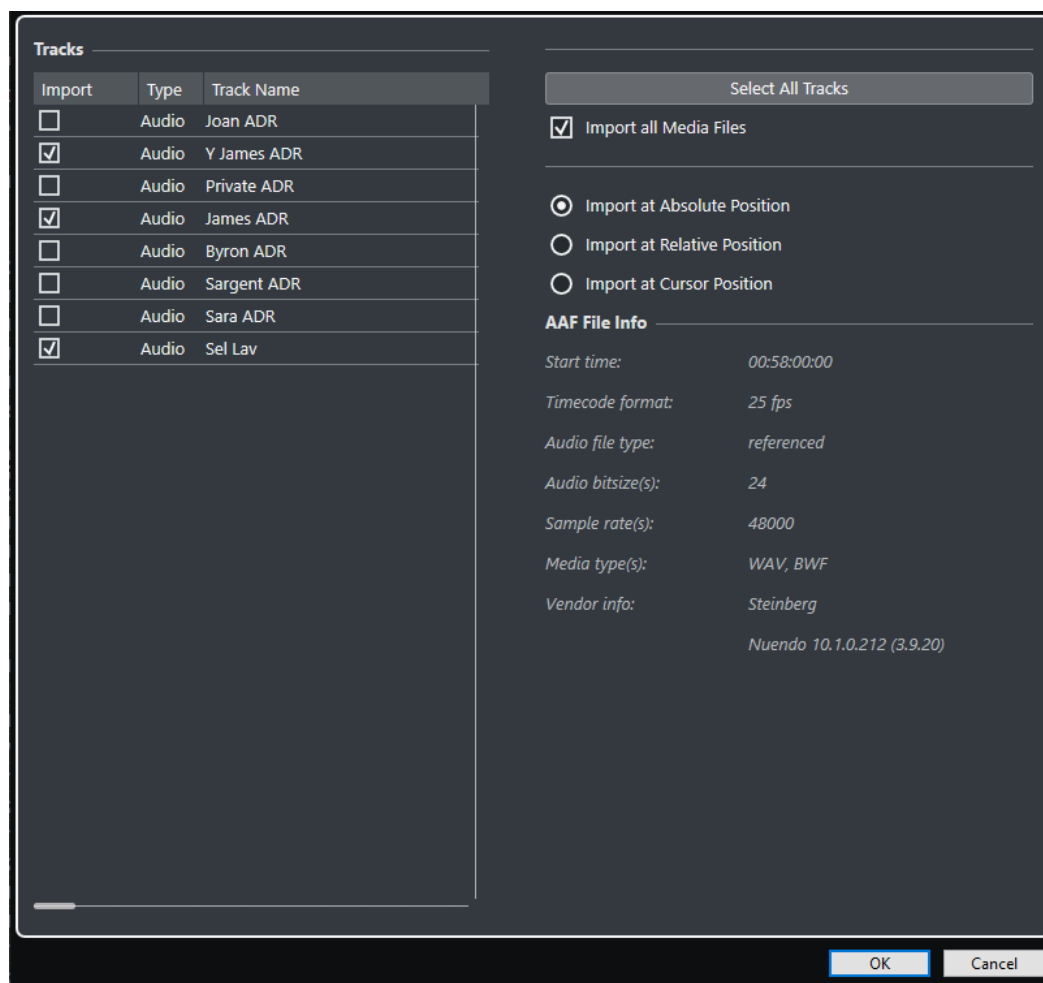 Tracks
Import Type Track Name
Audio Joan ADR
Audio Y James ADR
Audio Private ADR
Audio James ADR
Audio Byron ADR
Audio Sargent ADR
Audio Sara ADR
Audio Sel Lav
Select All Tracks
Import all Media Files
Import at Absolute Position
Import at Relative Position
Import at Cursor Position
AAF File Info
Start time: 00:58:00:00
Timecode format: 25 fps
Audio file type: referenced
Audio bitsize(s): 24
Sample rate(s): 48000
Media type(s): WAV, BWF
Vendor info: Steinberg
Nuendo 10.1.0.212 (3.9.20)
OK Cancel